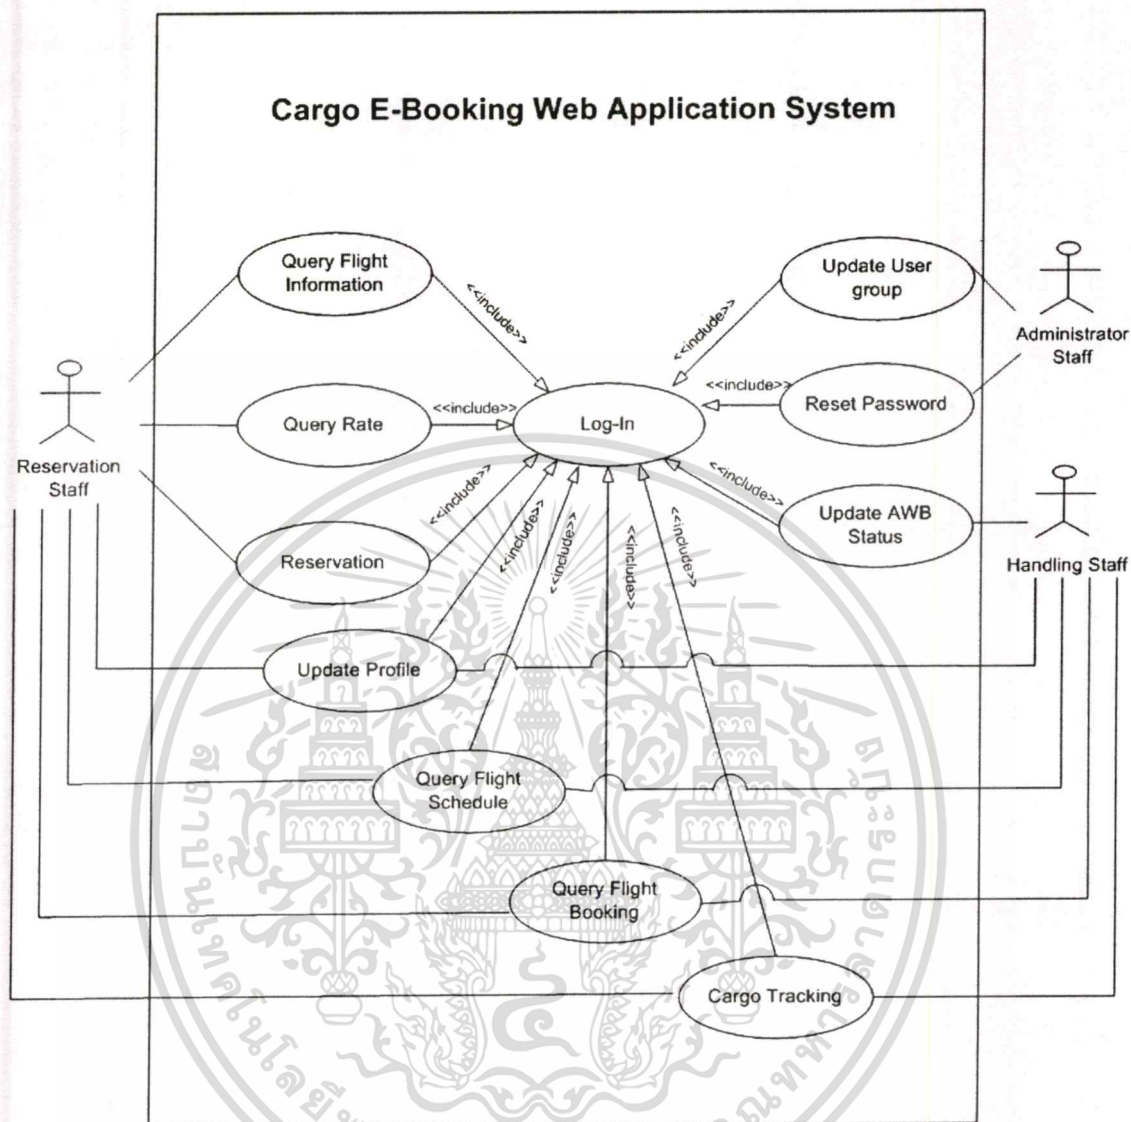 Cargo E-Booking Web Application System
Query Flight
Information
<<include>>
Update User
group
<<include>>
Administrator
Staff
Reservation
Staff
Query Rate
<<include>>
Log-In
<<include>>
Reset Password
Reservation
<<include>>
<<include>>
<<include>>
<<include>>
<<include>>
<<include>>
Update AWB
Status
Handling Staff
Update Profile
Query Flight
Schedule
Query Flight
Booking
Cargo Tracking